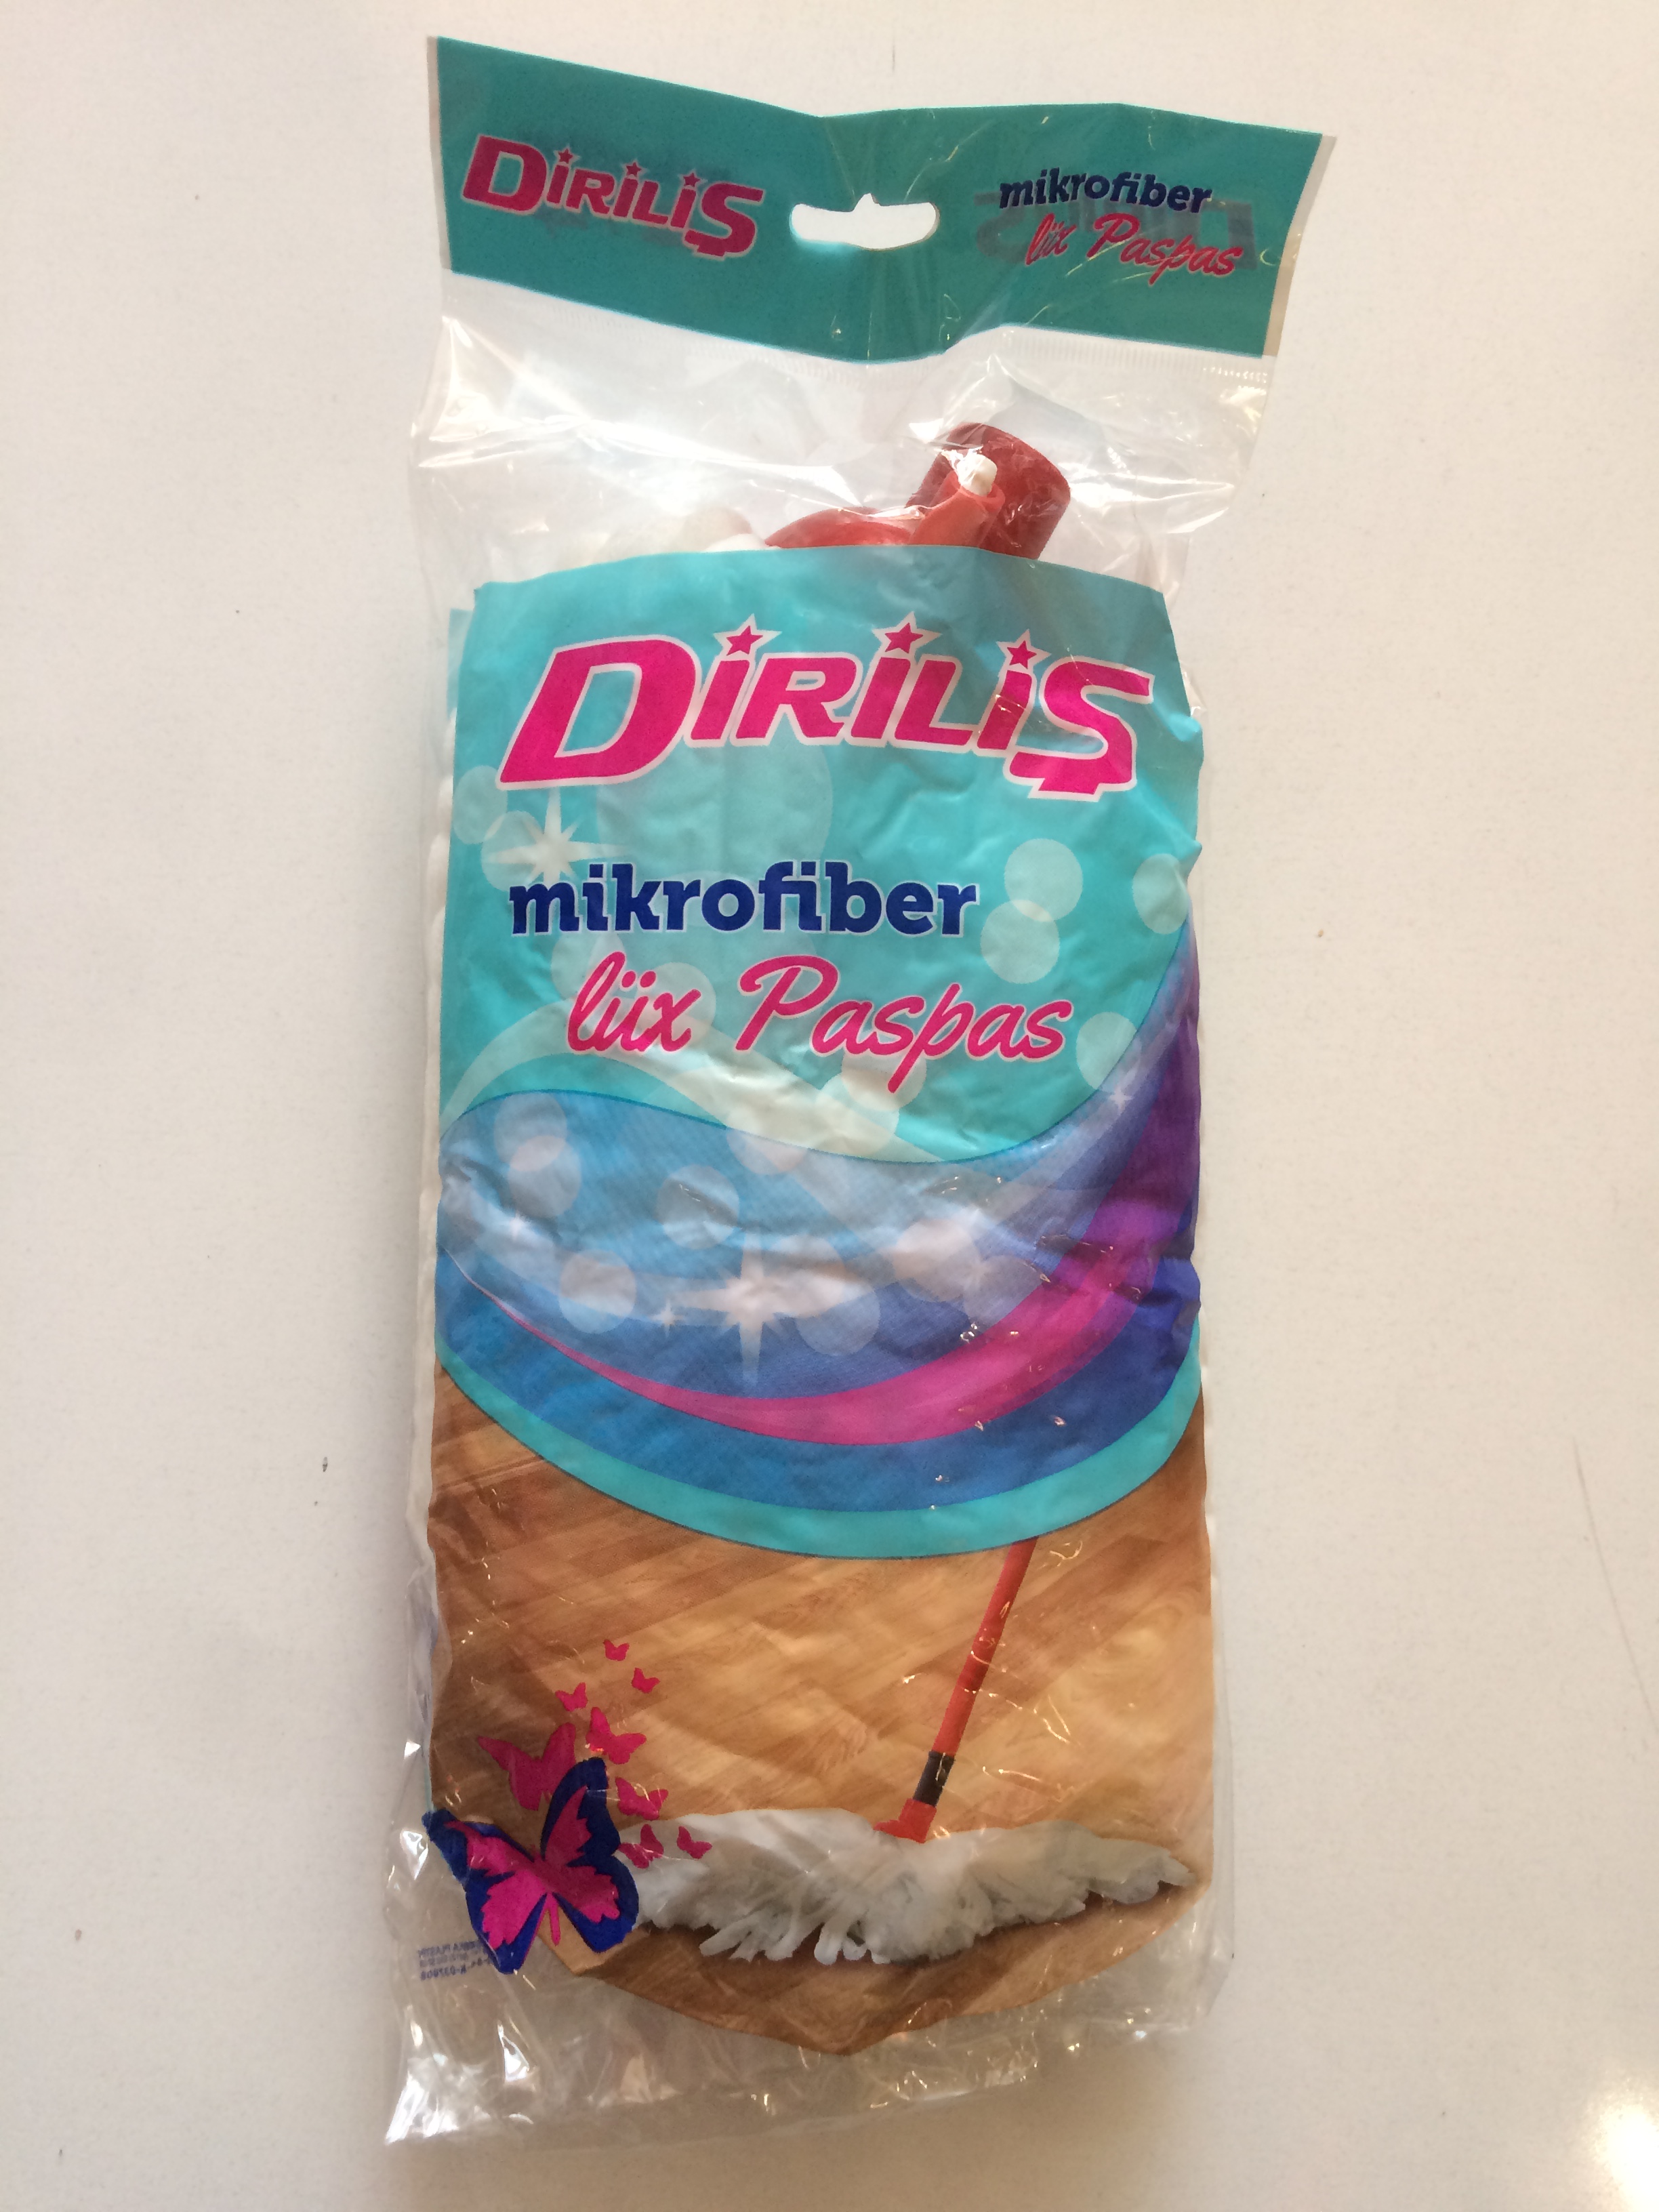 DİRİLİŞ
mikrofiber
lüx Paspas
DİRİLİŞ
mikrofiber
lüx Paspas